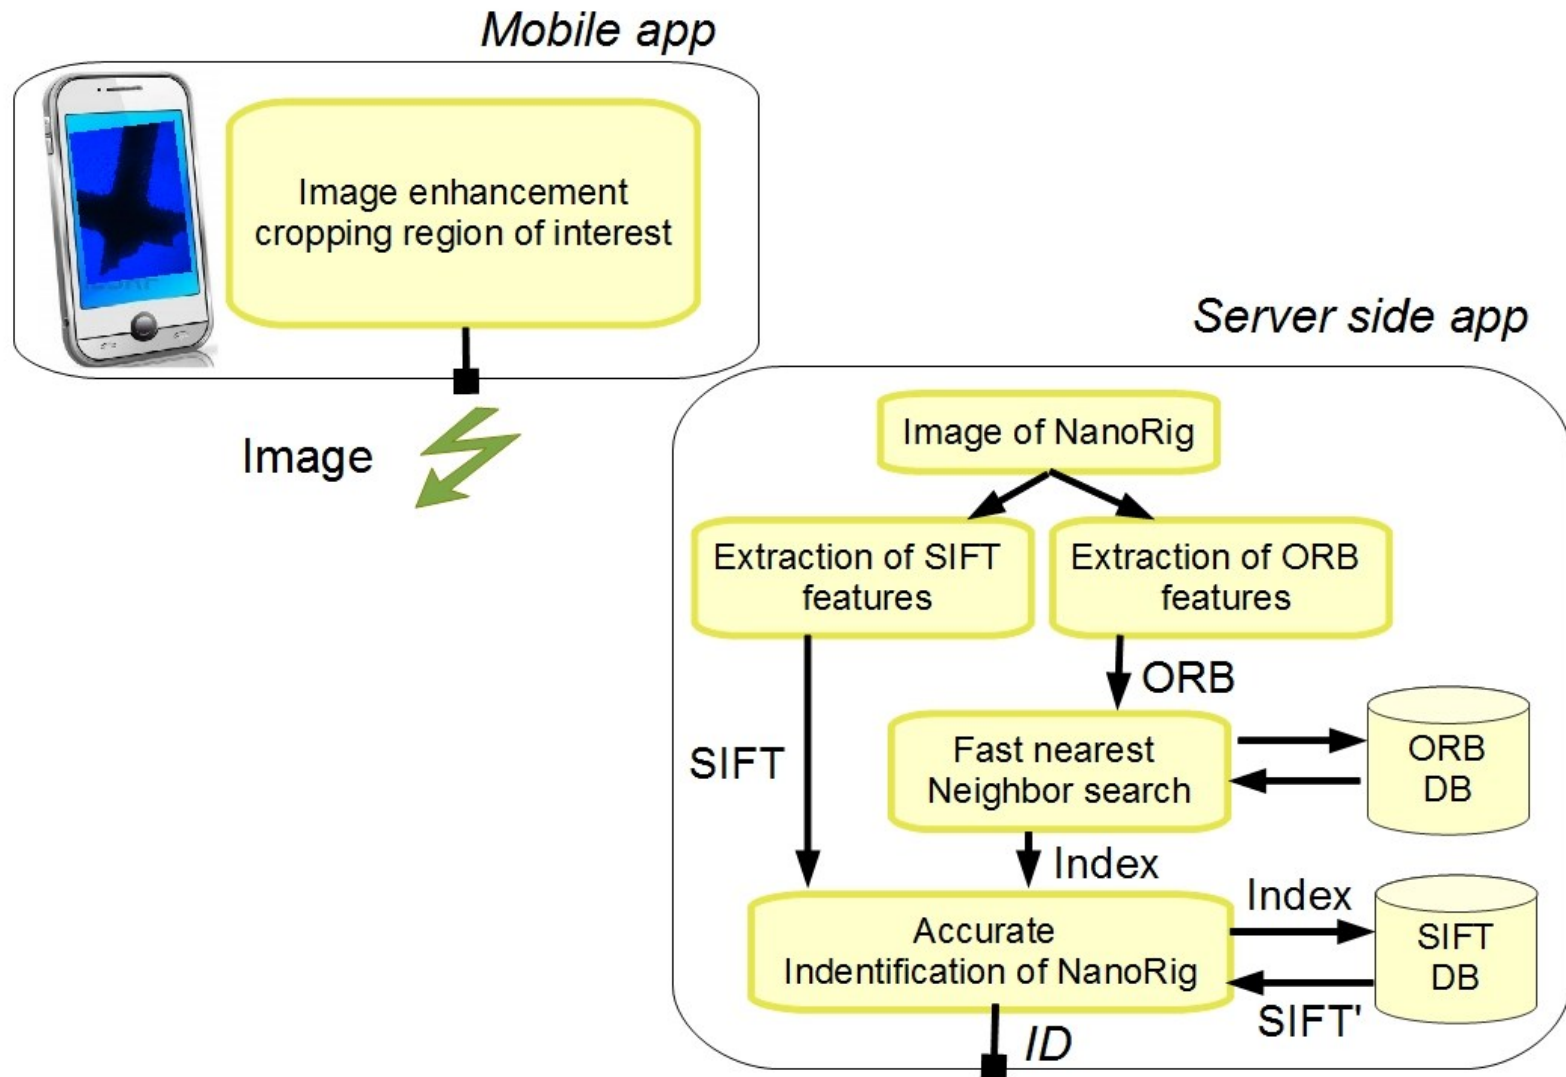 Mobile app
Image enhancement
cropping region of interest
Image
Server side app
Image of NanoRig
Extraction of SIFT
features
Extraction of ORB
features
ORB
SIFT
Fast nearest
Neighbor search
ORB
DB
Index
Accurate
Indentification of NanoRig
Index
SIFT
DB
SIFT'
ID